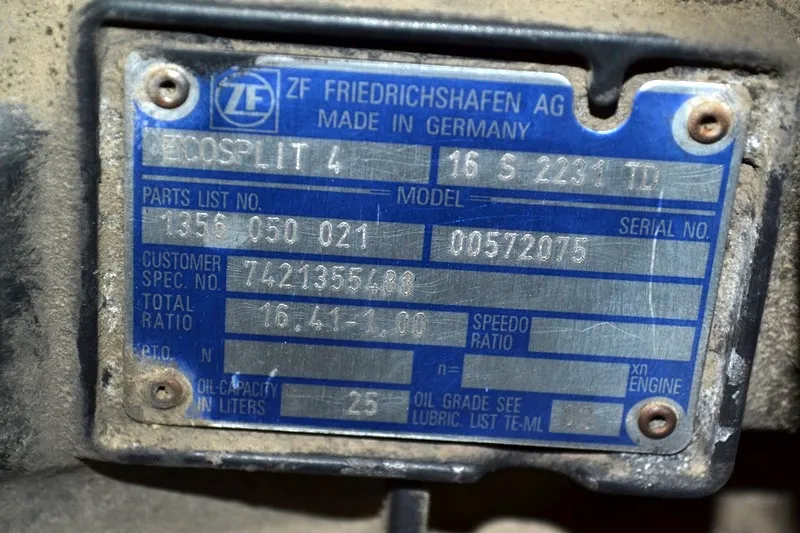 ZF ZF FRIEDRICHSHAFEN AG
MADE IN GERMANY
ECOSPLIT 4 16 S 2231 TD
PARTS LIST NO. MODEL SERIAL NO.
1356 050 021 00572075
CUSTOMER SPEC. NO. 7421355400
TOTAL RATIO 16.41-1.00 SPEEDO RATIO
P.T.O. N n= xn ENGINE
OIL-CAPACITY IN LITERS 25 OIL GRADE SEE LUBRIC. LIST TE-ML